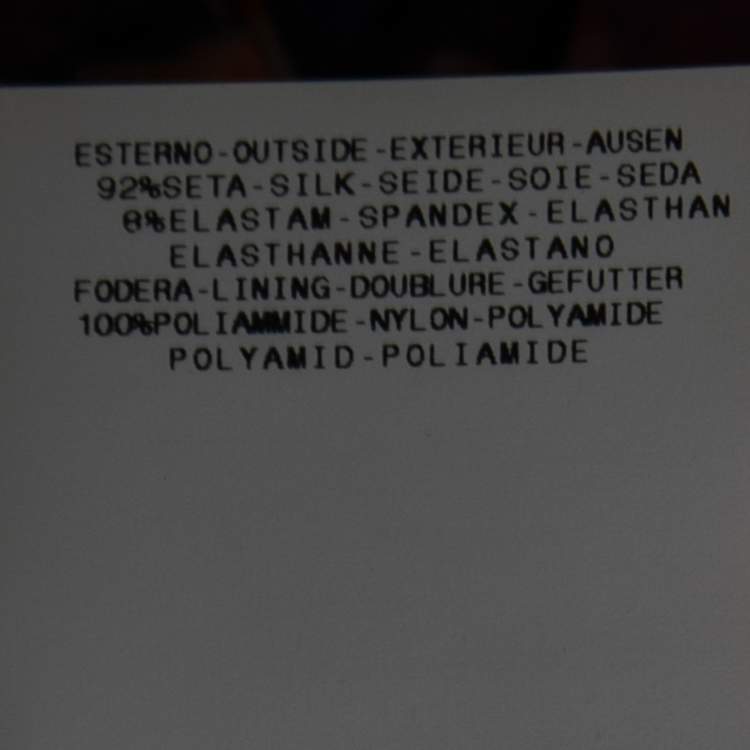 ESTERNO-OUTSIDE-EXTERIEUR-AUSEN
92%SETA-SILK-SEIDE-SOIE-SEDA
8%ELASTAM-SPANDEX-ELASTHAN
ELASTHANNE-ELASTANO
FODERA-LINING-DOUBLURE-GEFUTTER
100%POLIAMMIDE-NYLON-POLYAMIDE
POLYAMID-POLIAMIDE